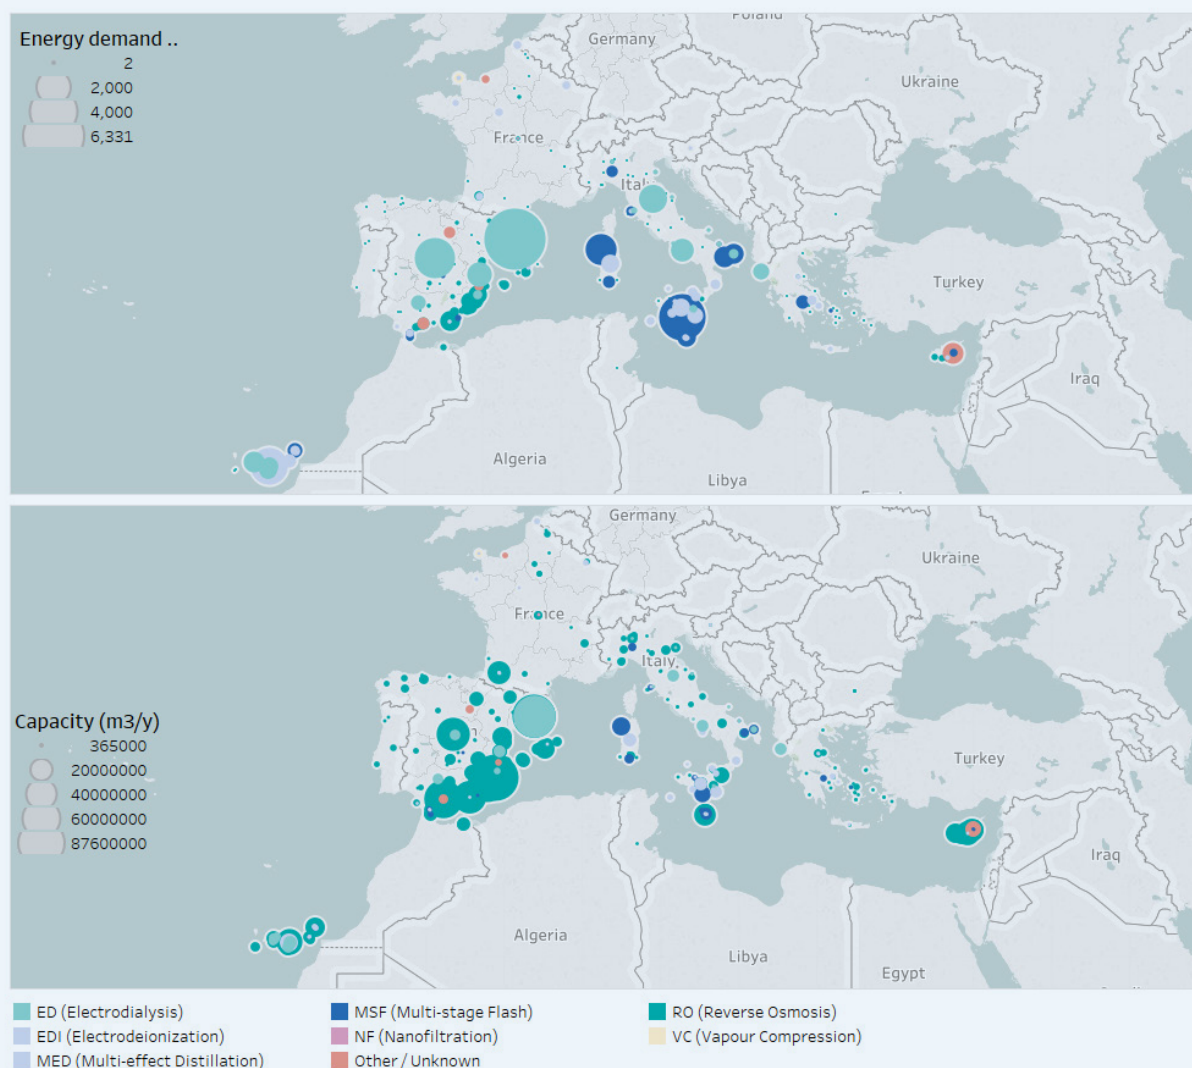 Poland
Energy demand ..
Germany
2
2,000
Ukraine
4,000
6,331
France
Turkey
Iraq
Algeria
Libya
Germany
Ukraine
France
Italy
Capacity (m3/y)
365000
20000000
Turkey
40000000
60000000
87600000
Iraq
Algeria
Libya
Egypt
ED (Electrodialysis)
MSF (Multi-stage Flash)
RO (Reverse Osmosis)
EDI (Electrodeionization)
NF (Nanofiltration)
VC (Vapour Compression)
MED (Multi-effect Distillation)
Other / Unknown